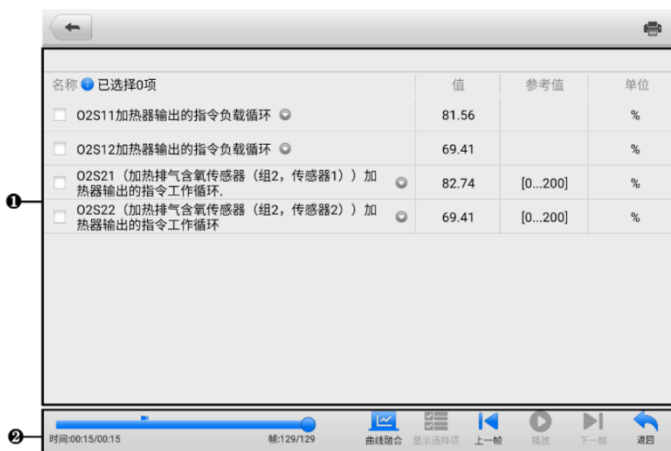 名称 已选择0项 值 参考值 单位
O2S11加热器输出的指令负载循环 81.56 %
O2S12加热器输出的指令负载循环 69.41 %
O2S21（加热排气含氧传感器（组2，传感器1））加
热器输出的指令工作循环. 82.74 [0...200] %
O2S22（加热排气含氧传感器（组2，传感器2））加
热器输出的指令工作循环 69.41 [0...200] %
❶
❷
时间:00:15/00:15 帧:129/129 曲线融合 显示选择项 上一帧 播放 下一帧 返回